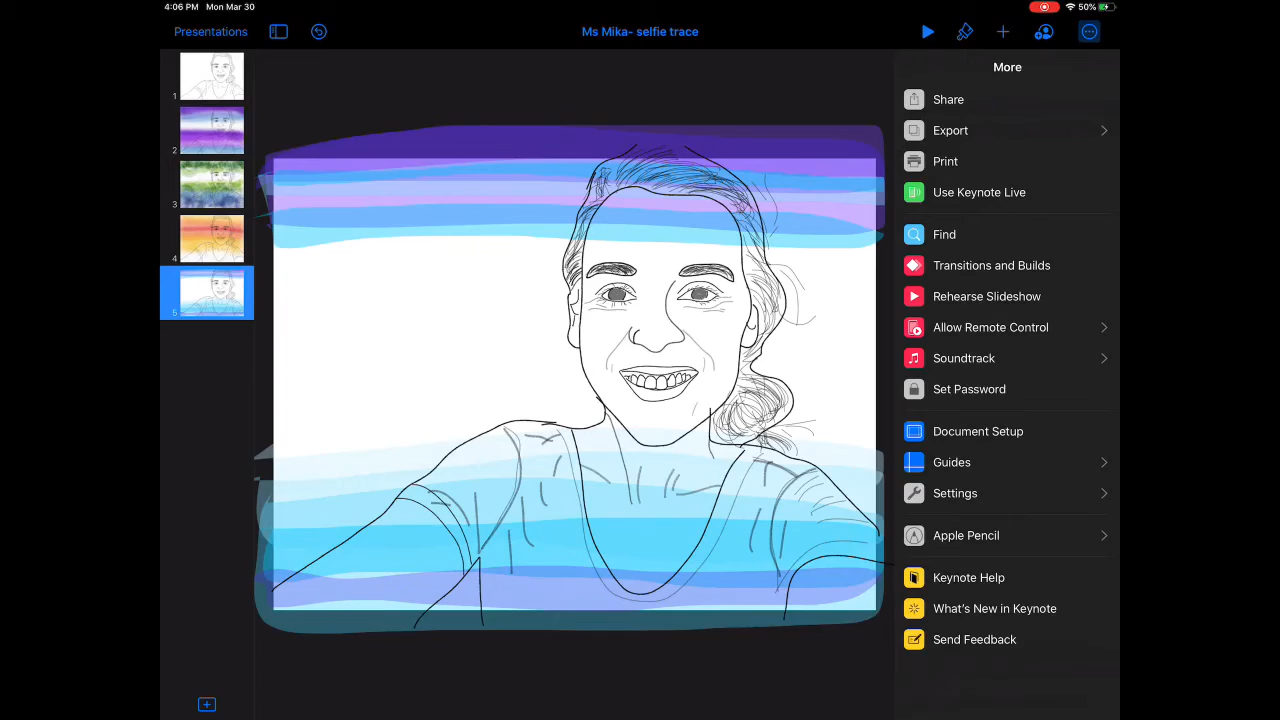 4:06 PM Mon Mar 30
50%
Presentations
Ms Mika- selfie trace
1
2
3
4
5
More
Share
Export
Print
Use Keynote Live
Find
Transitions and Builds
Rehearse Slideshow
Allow Remote Control
Soundtrack
Set Password
Document Setup
Guides
Settings
Apple Pencil
Keynote Help
What's New in Keynote
Send Feedback